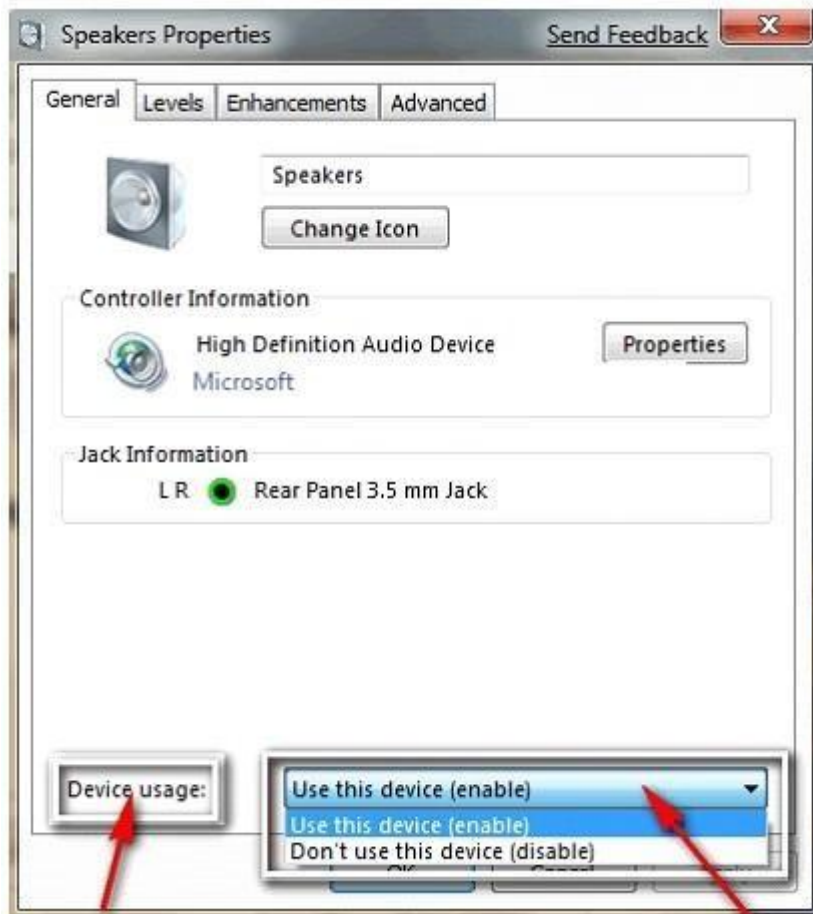 Speakers Properties
Send Feedback
General Levels Enhancements Advanced
Speakers
Change Icon
Controller Information
High Definition Audio Device
Properties
Microsoft
Jack Information
L R Rear Panel 3.5 mm Jack
Device usage:
Use this device (enable)
Use this device (enable)
Don't use this device (disable)